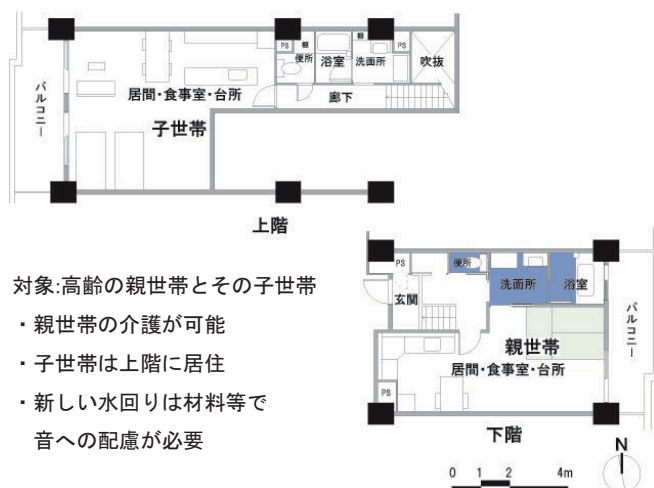 PS
棚
便所
浴室
棚
洗面所
PS
吹抜
バルコニー
居間・食事室・台所
廊下
子世帯
上階
対象:高齢の親世帯とその子世帯
・親世帯の介護が可能
・子世帯は上階に居住
・新しい水回りは材料等で
音への配慮が必要
PS
便所
玄関
洗面所
浴室
バルコニー
親世帯
居間・食事室・台所
PS
下階
N
0 1 2 4m